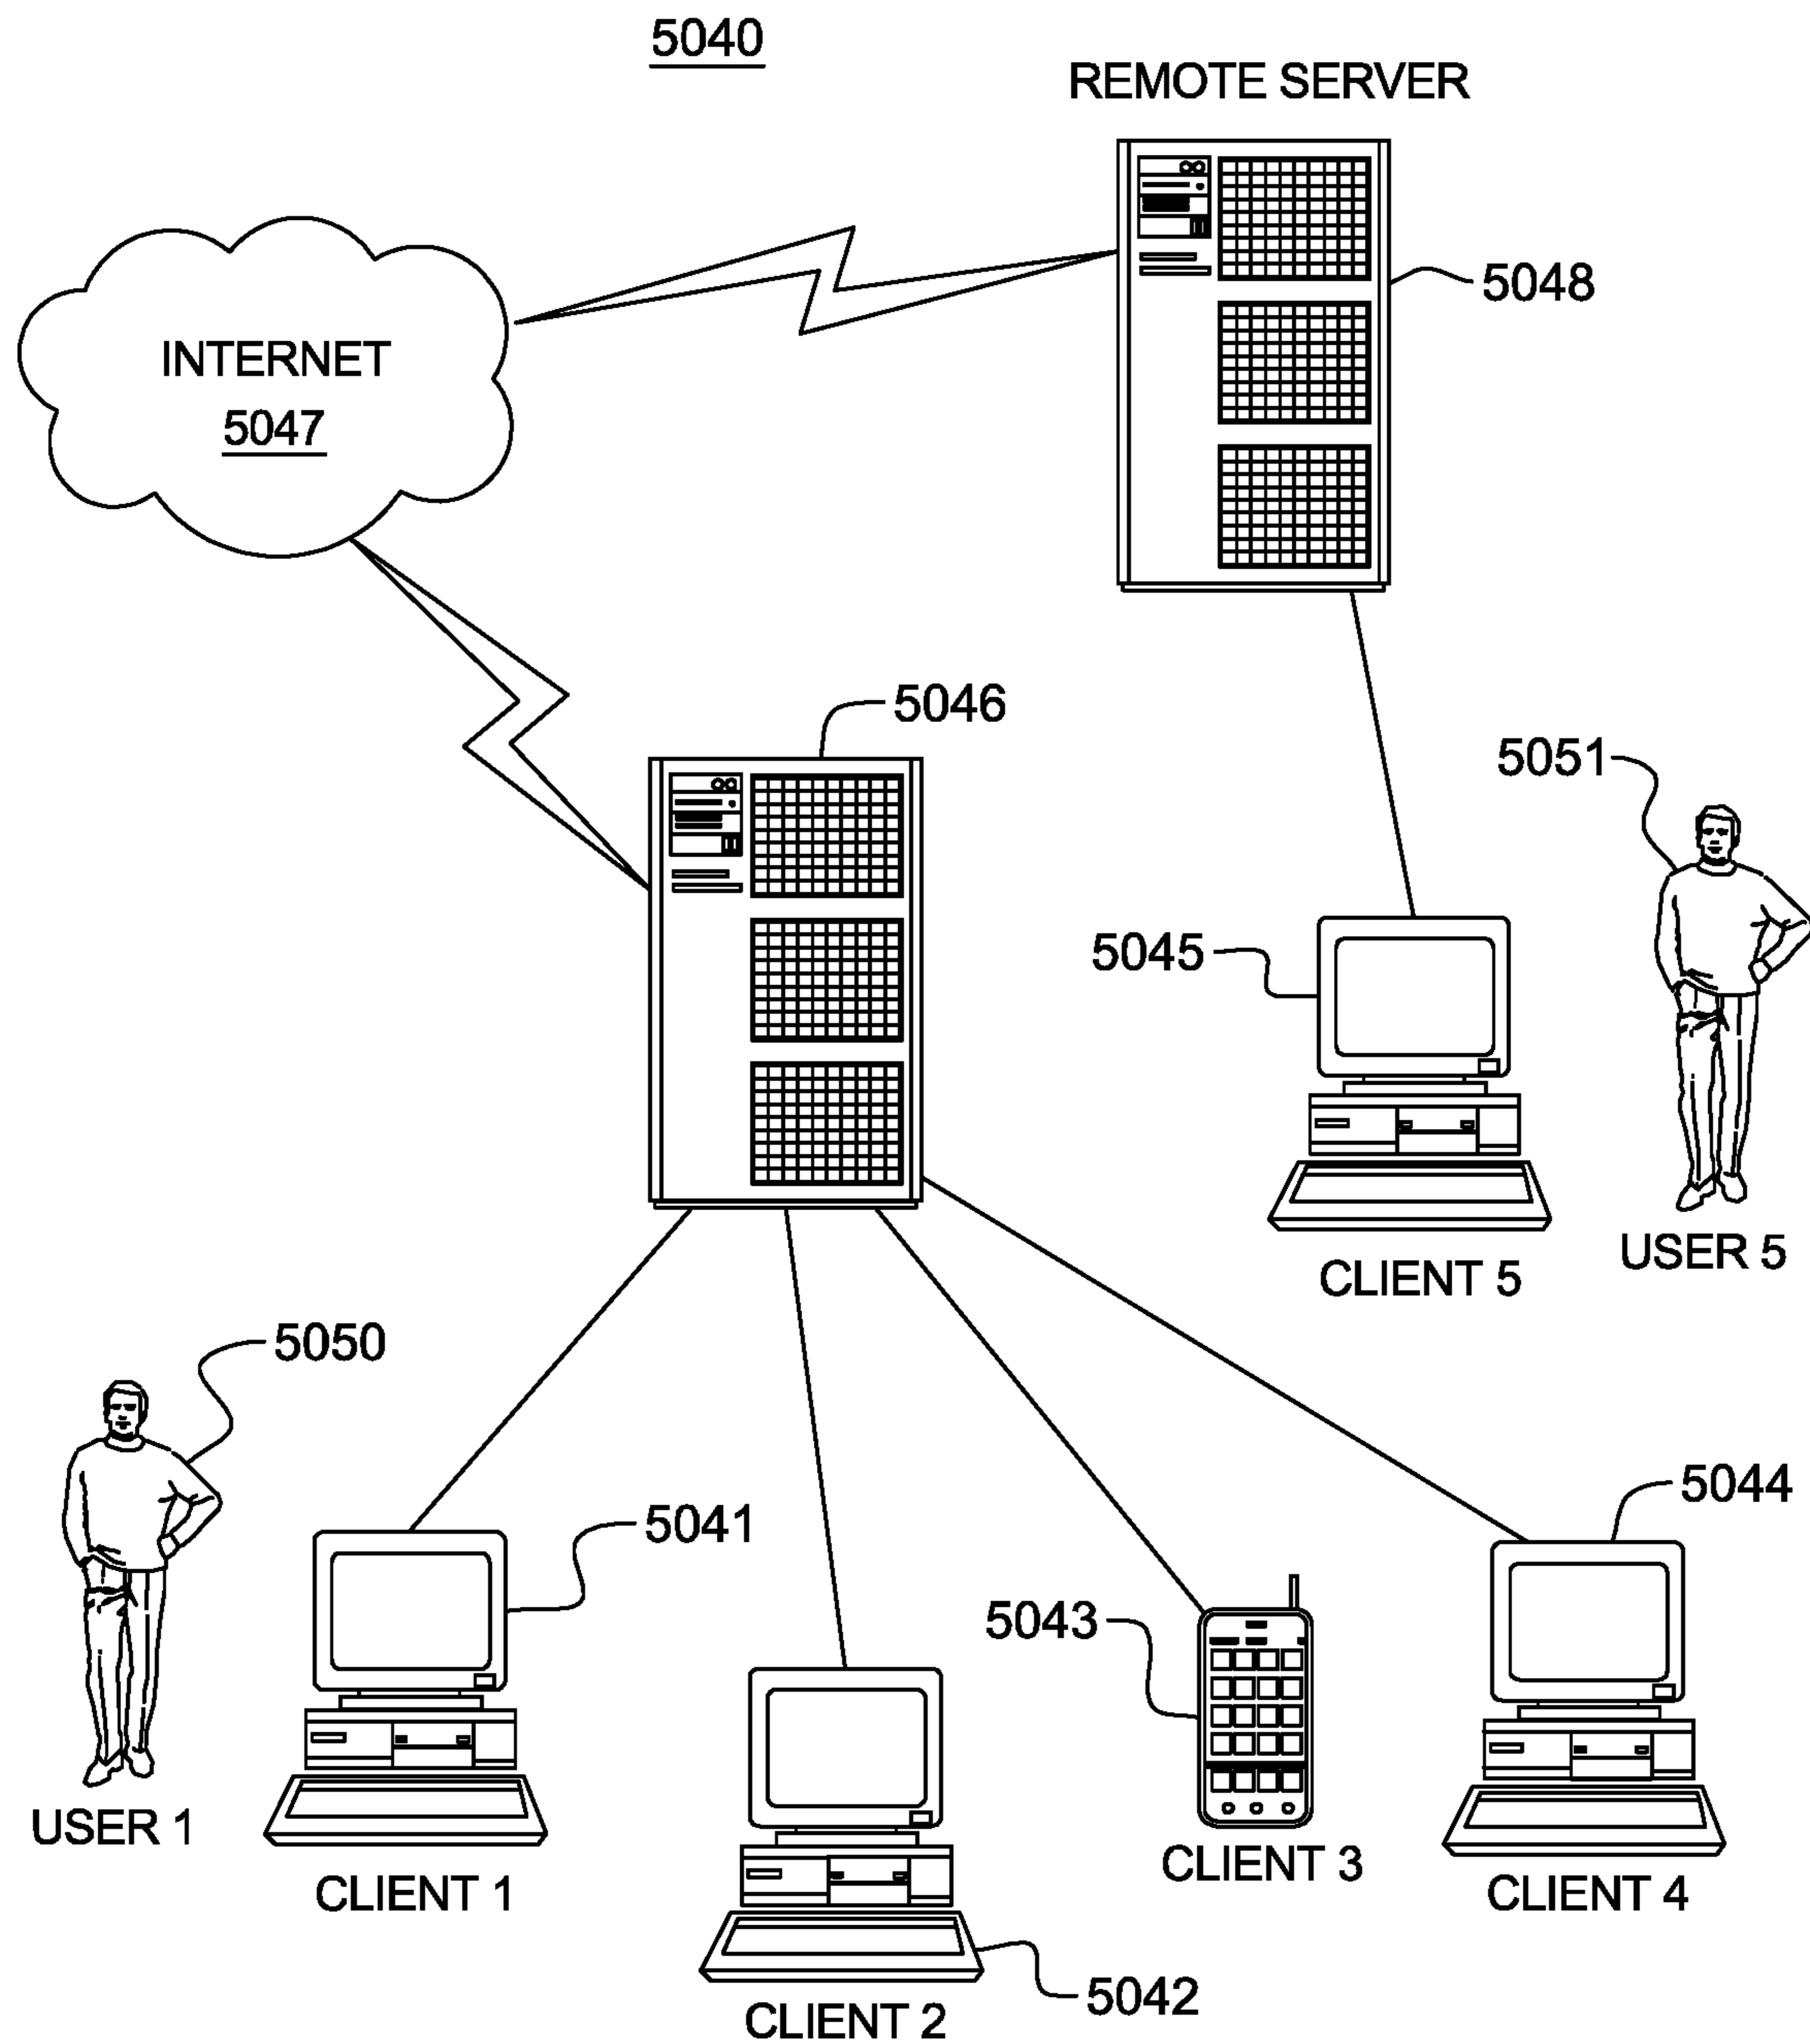 5040
REMOTE SERVER
5048
INTERNET
5047
5046
5051
5045
CLIENT 5
USER 5
5050
5041
5044
5043
USER 1
CLIENT 1
CLIENT 3
CLIENT 4
5042
CLIENT 2